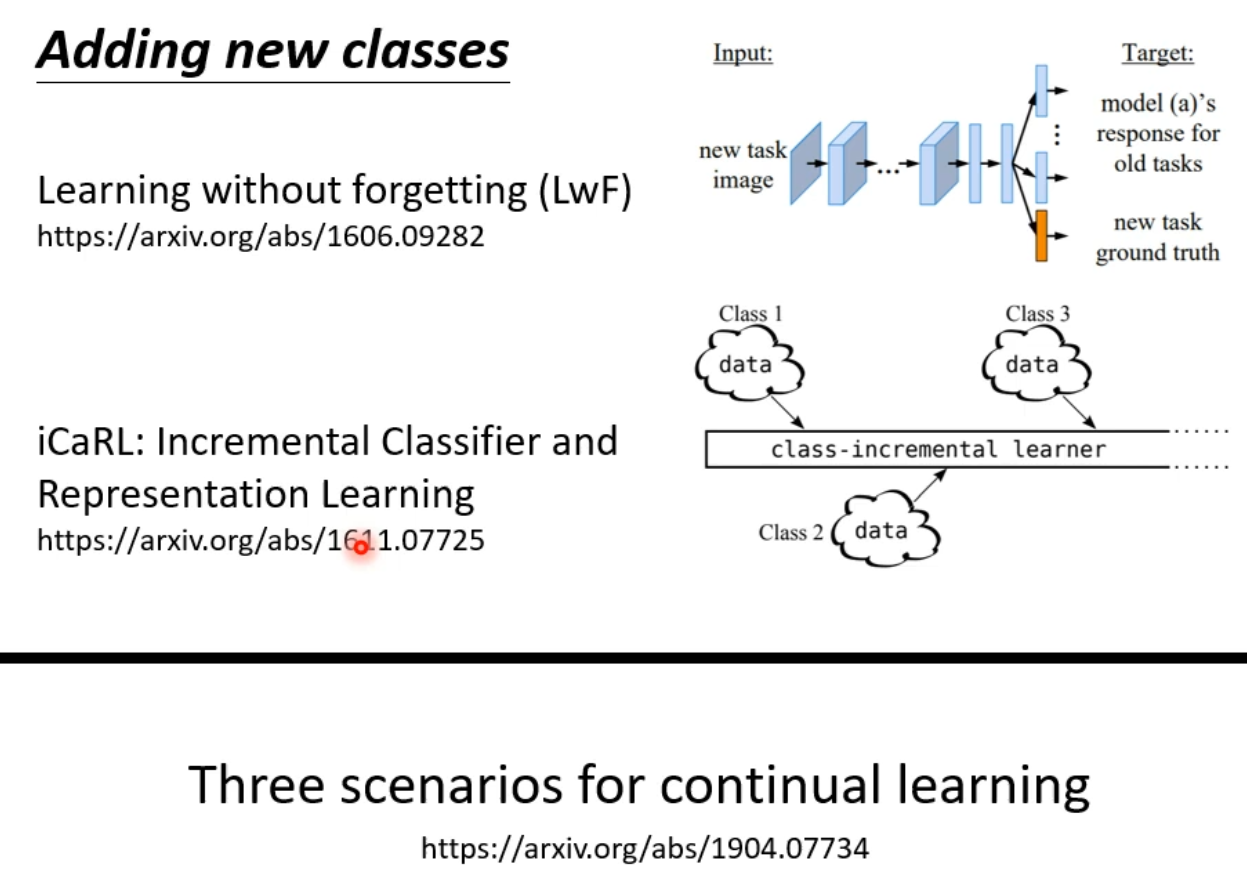 Adding new classes
Learning without forgetting (LwF)
https://arxiv.org/abs/1606.09282
Input:
Target:
new task
image
...
model (a)'s
response for
old tasks
new task
ground truth
iCaRL: Incremental Classifier and
Representation Learning
https://arxiv.org/abs/1611.07725
Class 1
data
Class 3
data
class-incremental learner
Class 2
data
Three scenarios for continual learning
https://arxiv.org/abs/1904.07734